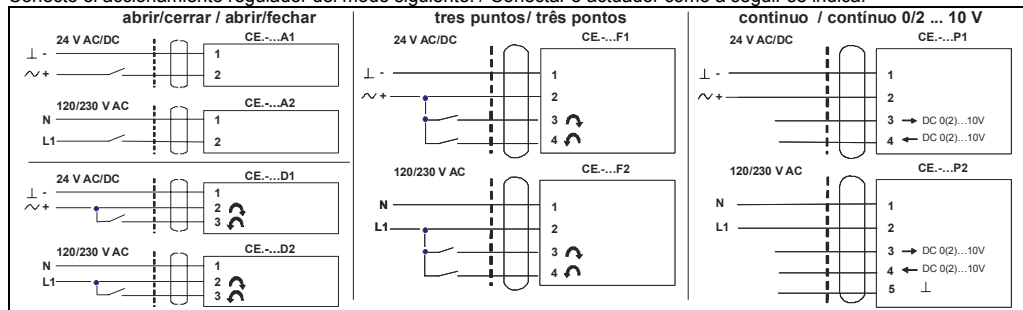 Conecte el accionamiento regulador del modo siguiente: / Conectar o actuador como a seguir se indica:
abrir/cerrar / abrir/fechar
24 V AC/DC CE.-...A1
⊥ - 1
~ + 2
120/230 V AC CE.-...A2
N 1
L1 2
24 V AC/DC CE.-...D1
⊥ - 1
~ + 2
3
120/230 V AC CE.-...D2
N 1
L1 2
3
tres puntos/ três pontos
24 V AC/DC CE.-...F1
⊥ - 1
~ + 2
3
4
120/230 V AC CE.-...F2
N 1
L1 2
3
4
continuo / contínuo 0/2 ... 10 V
24 V AC/DC CE.-...P1
⊥ - 1
~ + 2
3 → DC 0(2)...10V
4 ← DC 0(2)...10V
120/230 V AC CE.-...P2
N 1
L1 2
3 → DC 0(2)...10V
4 ← DC 0(2)...10V
5 ⊥